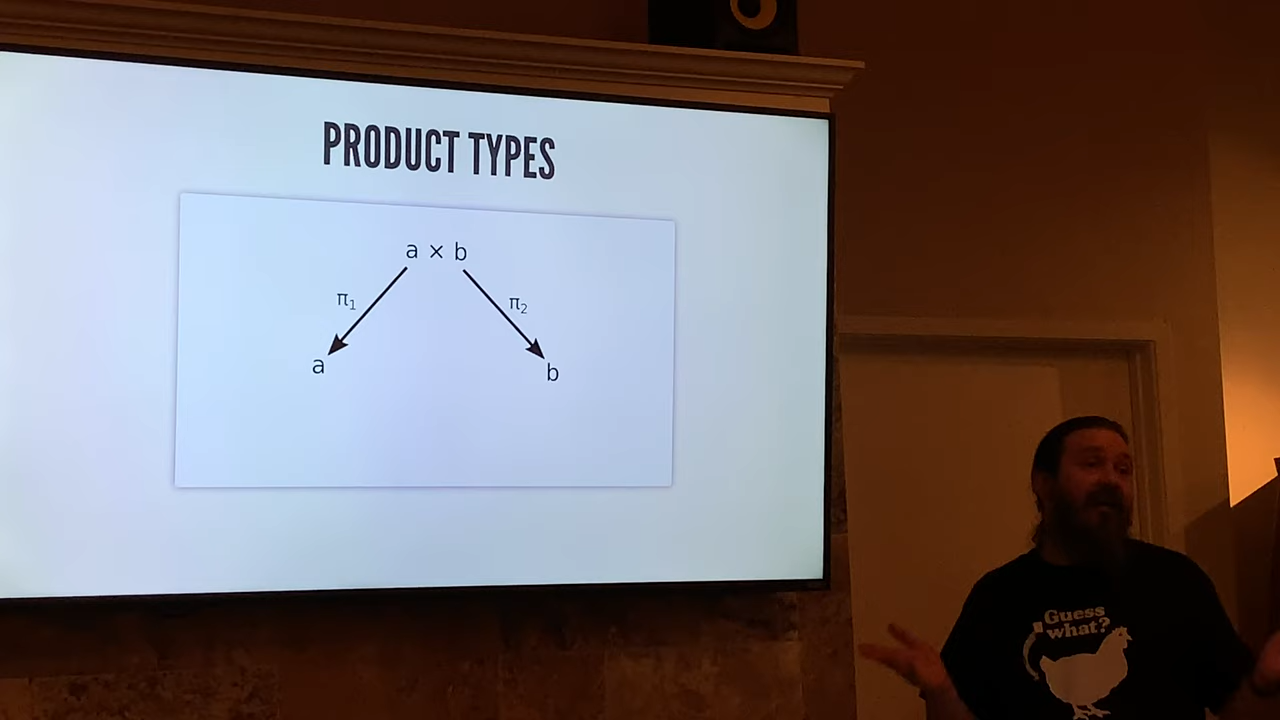 PRODUCT TYPES
a × b
π₁
π₂
a
b
Guess
what?